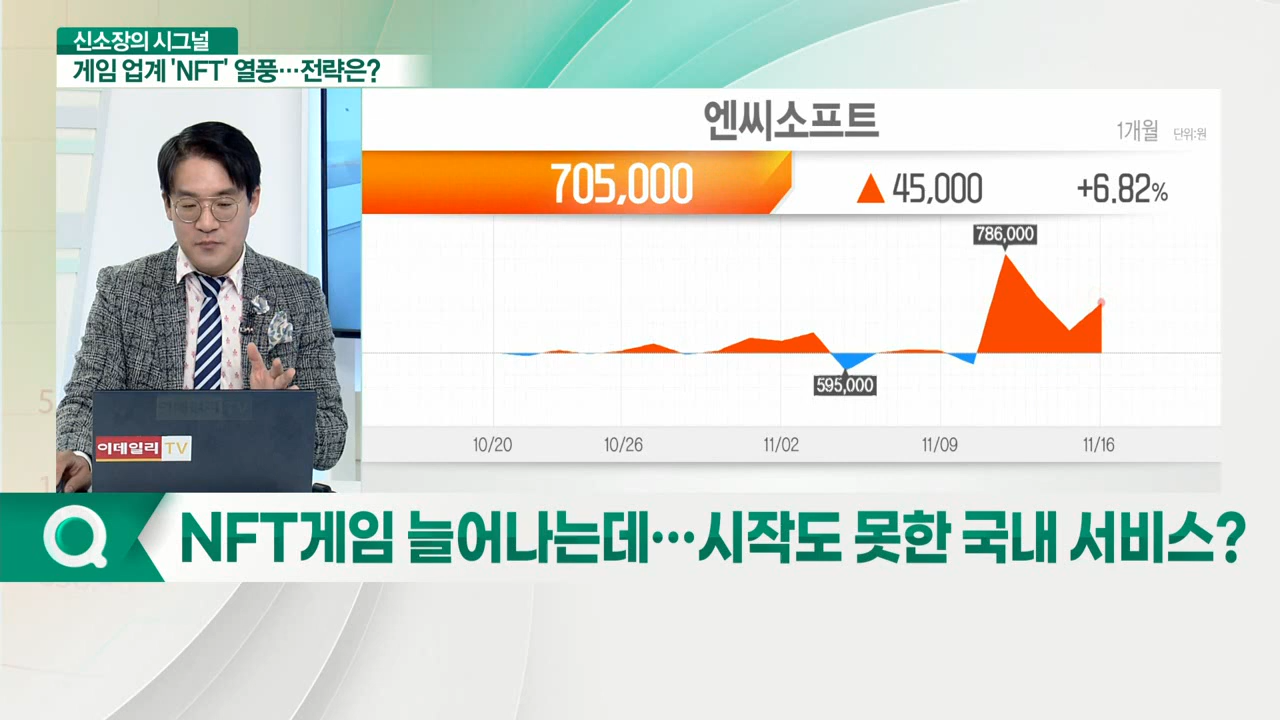 신소장의 시그널
게임 업계 'NFT' 열풍…전략은?
엔씨소프트
1개월 단위:원
705,000 ▲ 45,000 +6.82%
786,000
595,000
10/20 10/26 11/02 11/09 11/16
이데일리 TV
Q NFT게임 늘어나는데…시작도 못한 국내 서비스?